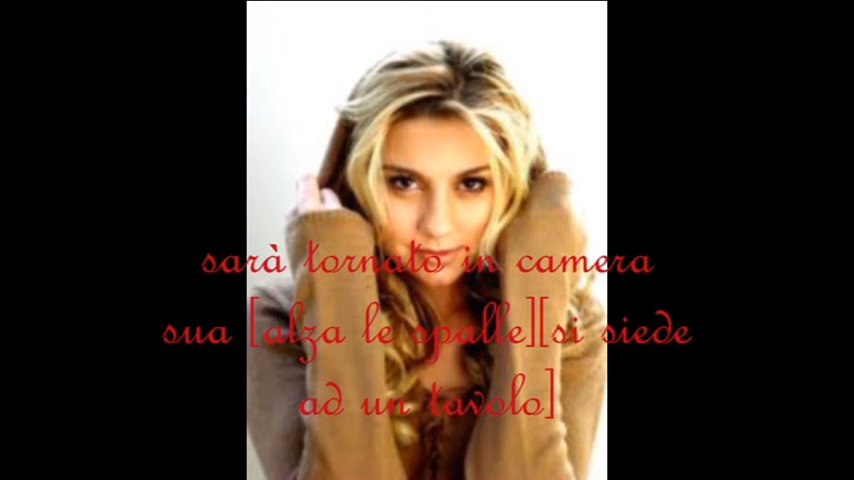 sarà tornato in camera
sua [alza le spalle][si siede
ad un tavolo]